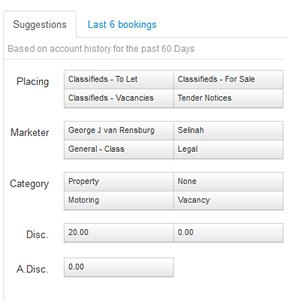 Suggestions Last 6 bookings
Based on account history for the past 60 Days
Placing Classifieds - To Let Classifieds - For Sale
Classifieds - Vacancies Tender Notices
Marketer George J van Rensburg Selinah
General - Class Legal
Category Property None
Motoring Vacancy
Disc. 20.00 0.00
A.Disc. 0.00